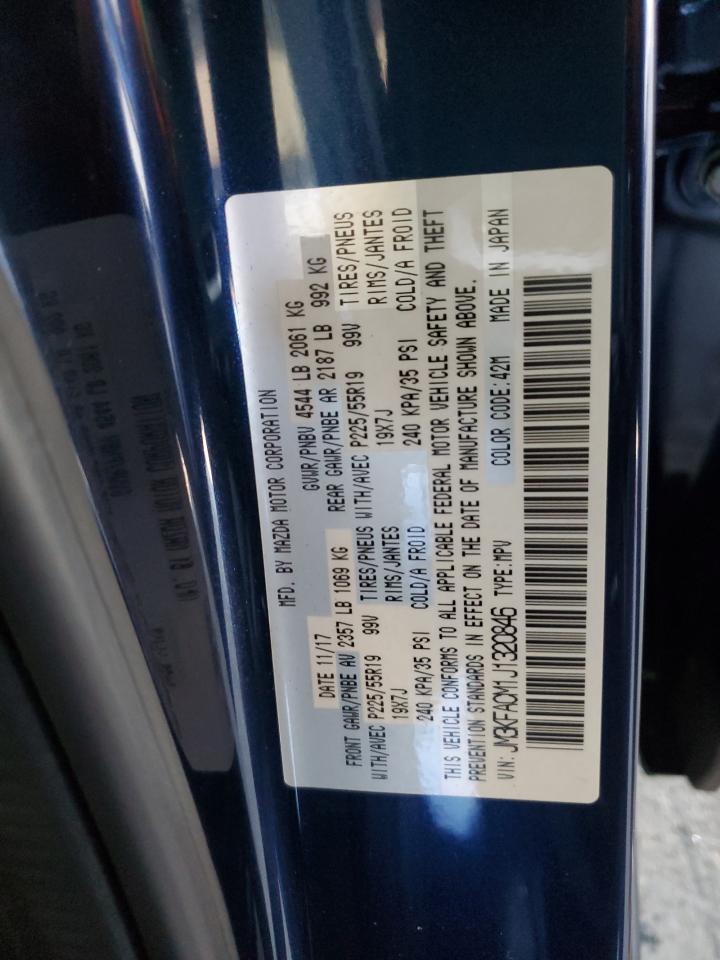 MFD. BY MAZDA MOTOR CORPORATION
DATE 11/17 GVWR/PNBV 4544 LB 2061 KG
FRONT GAWR/PNBE AV 2357 LB 1069 KG REAR GAWR/PNBE AR 2187 LB 992 KG
WITH/AVEC P225/55R19 99V TIRES/PNEUS WITH/AVEC P225/55R19 99V TIRES/PNEUS
19X7J RIMS/JANTES 19X7J RIMS/JANTES
240 KPA/35 PSI COLD/A FROID 240 KPA/35 PSI COLD/A FROID
THIS VEHICLE CONFORMS TO ALL APPLICABLE FEDERAL MOTOR VEHICLE SAFETY AND THEFT
PREVENTION STANDARDS IN EFFECT ON THE DATE OF MANUFACTURE SHOWN ABOVE.
VIN: JM3KFACM1J1320846 TYPE:MPV COLOR CODE:42M MADE IN JAPAN